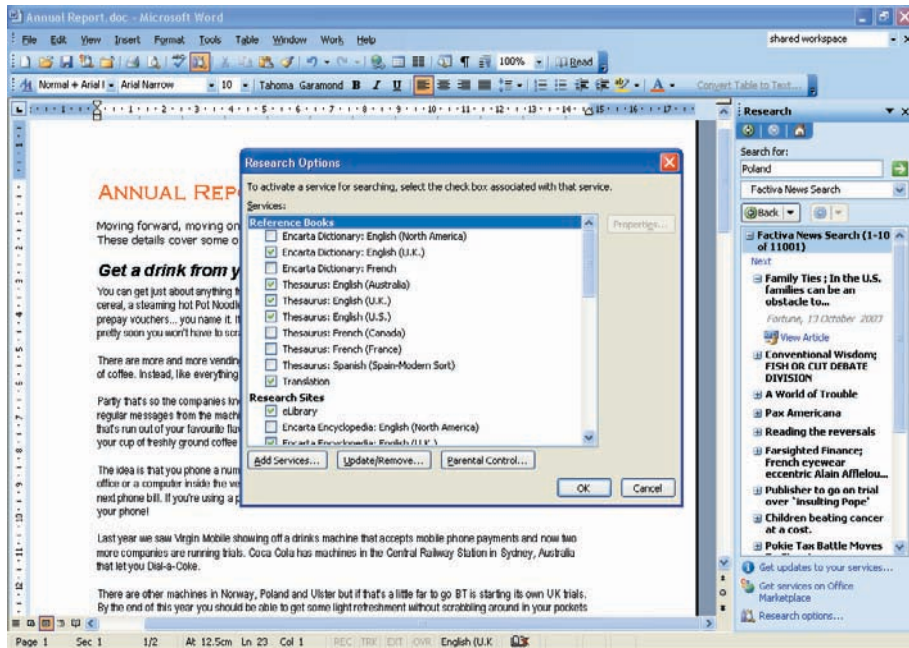 Annual Report.doc - Microsoft Word
File Edit View Insert Format Tools Table Window Work Help
shared workspace
100% Read
Normal + Arial I Arial Narrow 10 Tahoma Garamond B I U Convert Table to Text...
Research
Search for:
Poland
Factiva News Search
Back
Factiva News Search (1-10 of 11001)
Next
Family Ties ; In the U.S.
families can be an
obstacle to...
Fortune, 13 October 2003
View Article
Conventional Wisdom;
FISH OR CUT DEBATE
DIVISION
A World of Trouble
Pax Americana
Reading the reversals
Farsighted Finance;
French eyewear
eccentric Alain Afflelou...
Publisher to go on trial
over 'insulting Pope'
Children beating cancer
at a cost.
Pokie Tax Battle Moves
Get updates to your services...
Get services on Office
Marketplace
Research options...
Research Options
To activate a service for searching, select the check box associated with that service.
Services:
Reference Books
Encarta Dictionary: English (North America)
Encarta Dictionary: English (U.K.)
Encarta Dictionary: French
Thesaurus: English (Australia)
Thesaurus: English (U.K.)
Thesaurus: English (U.S.)
Thesaurus: French (Canada)
Thesaurus: French (France)
Thesaurus: Spanish (Spain-Modern Sort)
Translation
Research Sites
eLibrary
Encarta Encyclopedia: English (North America)
Encarta Encyclopedia: English (U.K.)
Properties...
Add Services... Update/Remove... Parental Control...
OK Cancel
ANNUAL REP
Moving forward, moving on
These details cover some o
Get a drink from y
You can get just about anything f
cereal, a steaming hot Pot Noodle
prepay vouchers... you name it. I
pretty soon you won't have to scr
There are more and more vendin
of coffee. Instead, like everything
Partly that's so the companies kn
regular messages from the mach
that's run out of your favourite fla
your cup of freshly ground coffee
The idea is that you phone a num
office or a computer inside the ve
next phone bill. If you're using a p
your phone!
Last year we saw Virgin Mobile showing off a drinks machine that accepts mobile phone payments and now two
more companies are running trials. Coca Cola has machines in the Central Railway Station in Sydney, Australia
that let you Dial-a-Coke.
There are other machines in Norway, Poland and Ulster but if that's a little far to go BT is starting its own UK trials.
By the end of this year you should be able to get some light refreshment without scrabbling around in your pockets
Page 1 Sec 1 1/2 At 12.5cm Ln 23 Col 1 REC TRK EXT OVR English (U.K